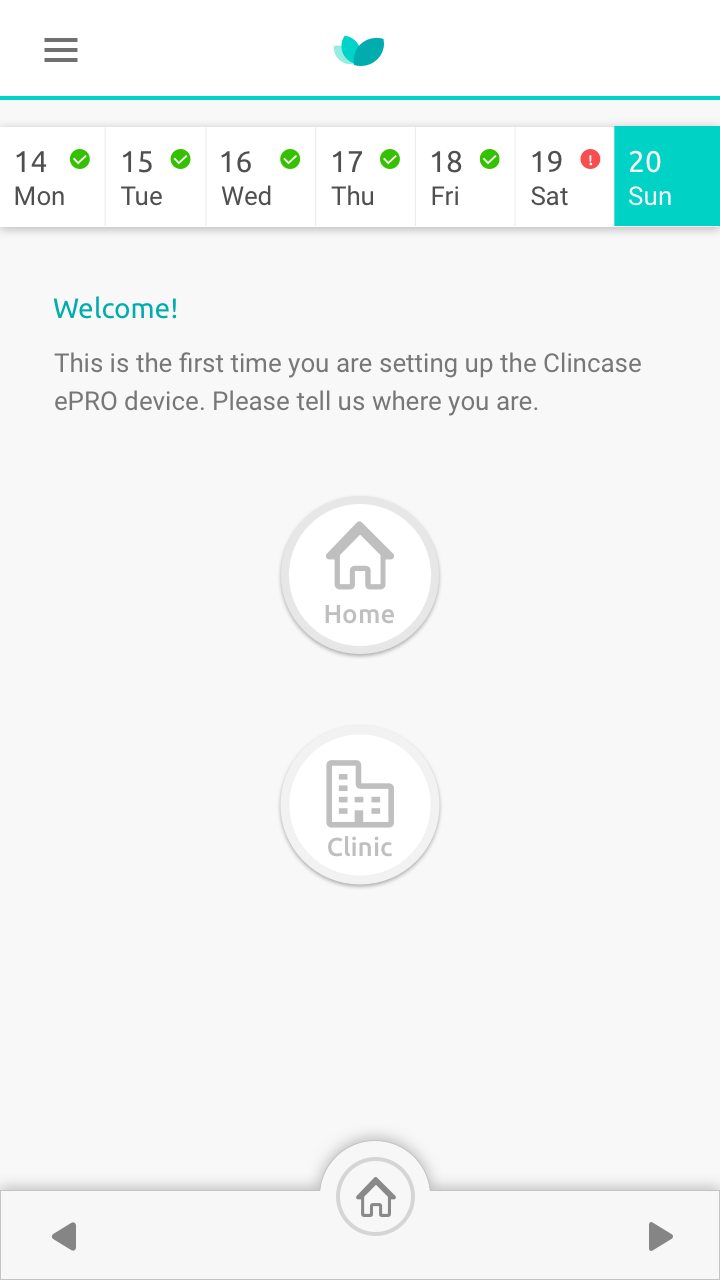 14 15 16 17 18 19 20
Mon Tue Wed Thu Fri Sat Sun
Welcome!
This is the first time you are setting up the Clincase
ePRO device. Please tell us where you are.
Home
Clinic